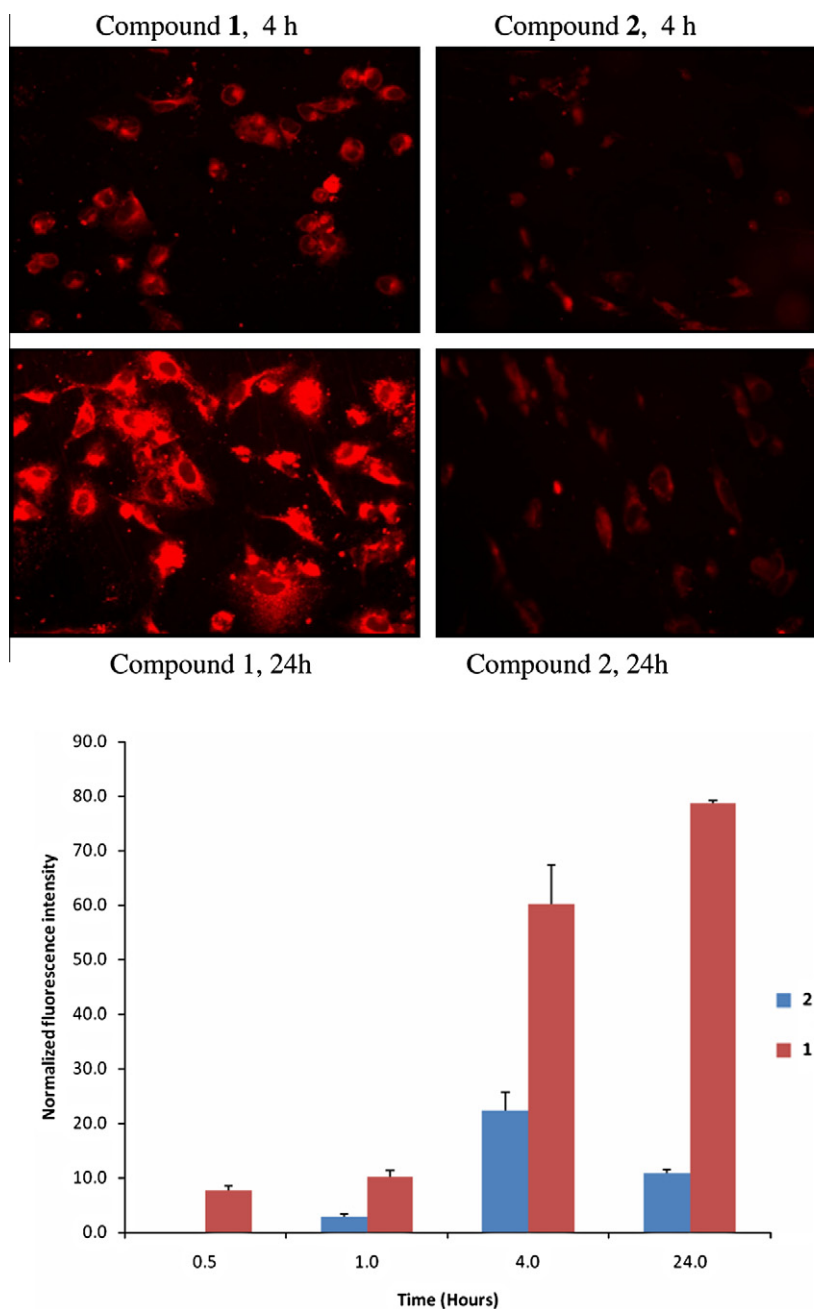 Compound 1, 4 h
Compound 2, 4 h
Compound 1, 24h
Compound 2, 24h
90.0
80.0
70.0
60.0
50.0
40.0
30.0
20.0
10.0
0.0
Normalized fluorescence intensity
0.5
1.0
4.0
24.0
Time (Hours)
2
1